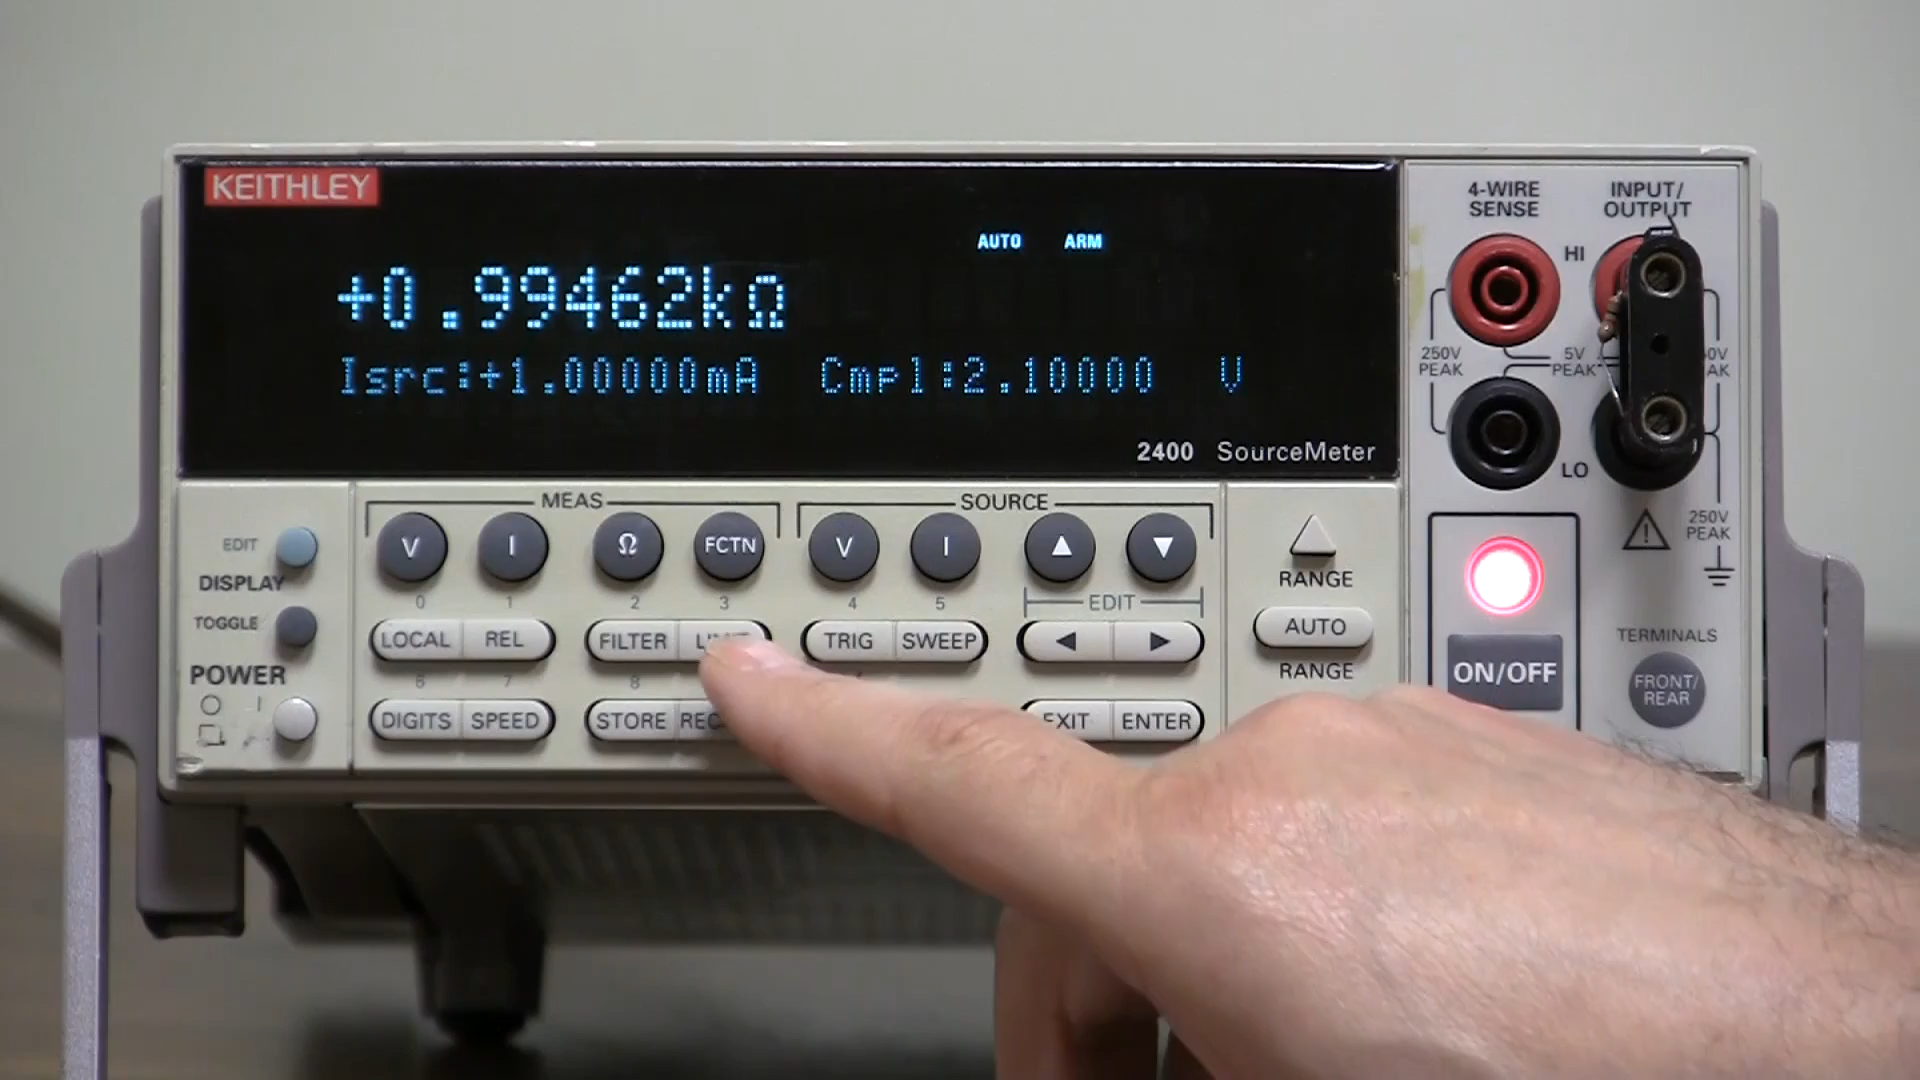 KEITHLEY
AUTO ARM
+0.99462kΩ
Isrc:+1.00000mA Cmpl:2.10000 V
2400 SourceMeter
4-WIRE SENSE
INPUT/ OUTPUT
HI
250V PEAK
5V PEAK
LO
250V PEAK
MEAS
SOURCE
EDIT
DISPLAY
TOGGLE
POWER
V I Ω FCTN V I ▲ ▼
0 1 2 3 4 5
EDIT
LOCAL REL FILTER TRIG SWEEP ◀ ▶
6 7 8
DIGITS SPEED STORE EXIT ENTER
RANGE
AUTO
RANGE
ON/OFF
TERMINALS
FRONT/ REAR